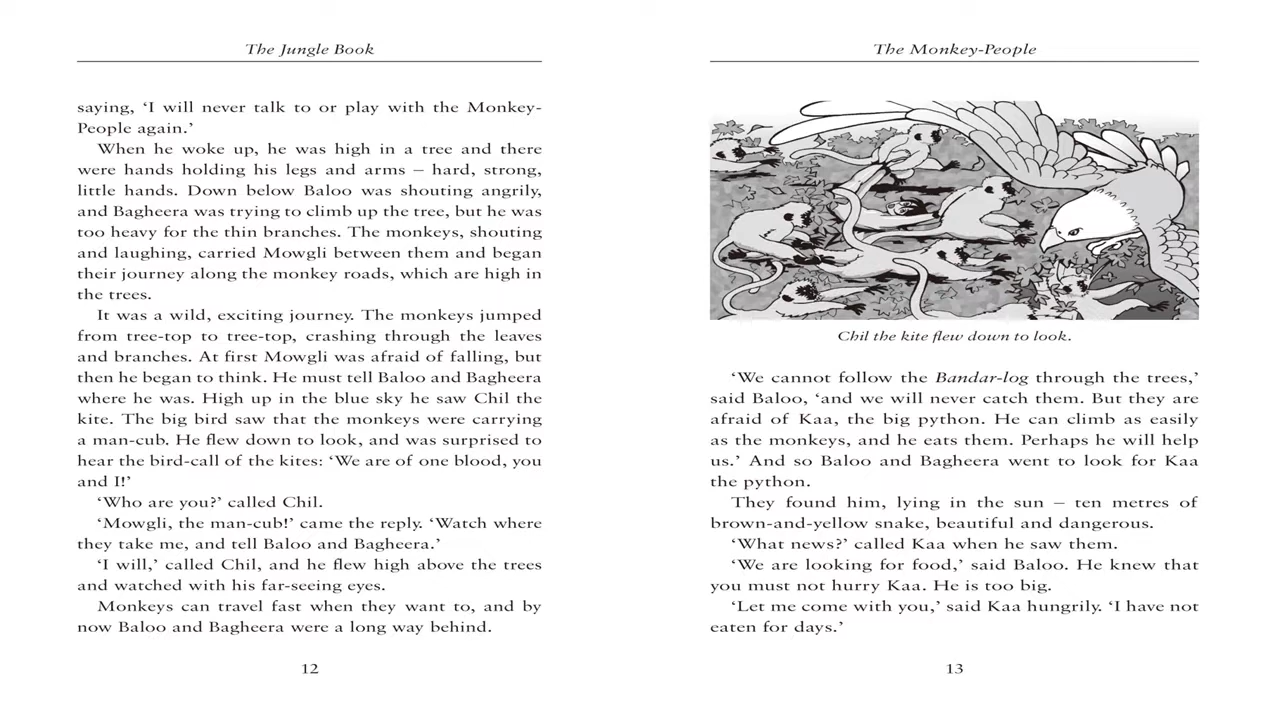 The Jungle Book
saying, ‘I will never talk to or play with the Monkey-
People again.’
When he woke up, he was high in a tree and there
were hands holding his legs and arms – hard, strong,
little hands. Down below Baloo was shouting angrily,
and Bagheera was trying to climb up the tree, but he was
too heavy for the thin branches. The monkeys, shouting
and laughing, carried Mowgli between them and began
their journey along the monkey roads, which are high in
the trees.
It was a wild, exciting journey. The monkeys jumped
from tree-top to tree-top, crashing through the leaves
and branches. At first Mowgli was afraid of falling, but
then he began to think. He must tell Baloo and Bagheera
where he was. High up in the blue sky he saw Chil the
kite. The big bird saw that the monkeys were carrying
a man-cub. He flew down to look, and was surprised to
hear the bird-call of the kites: ‘We are of one blood, you
and I!’
‘Who are you?’ called Chil.
‘Mowgli, the man-cub!’ came the reply. ‘Watch where
they take me, and tell Baloo and Bagheera.’
‘I will,’ called Chil, and he flew high above the trees
and watched with his far-seeing eyes.
Monkeys can travel fast when they want to, and by
now Baloo and Bagheera were a long way behind.
12
The Monkey-People
Chil the kite flew down to look.
‘We cannot follow the Bandar-log through the trees,’
said Baloo, ‘and we will never catch them. But they are
afraid of Kaa, the big python. He can climb as easily
as the monkeys, and he eats them. Perhaps he will help
us.’ And so Baloo and Bagheera went to look for Kaa
the python.
They found him, lying in the sun – ten metres of
brown-and-yellow snake, beautiful and dangerous.
‘What news?’ called Kaa when he saw them.
‘We are looking for food,’ said Baloo. He knew that
you must not hurry Kaa. He is too big.
‘Let me come with you,’ said Kaa hungrily. ‘I have not
eaten for days.’
13